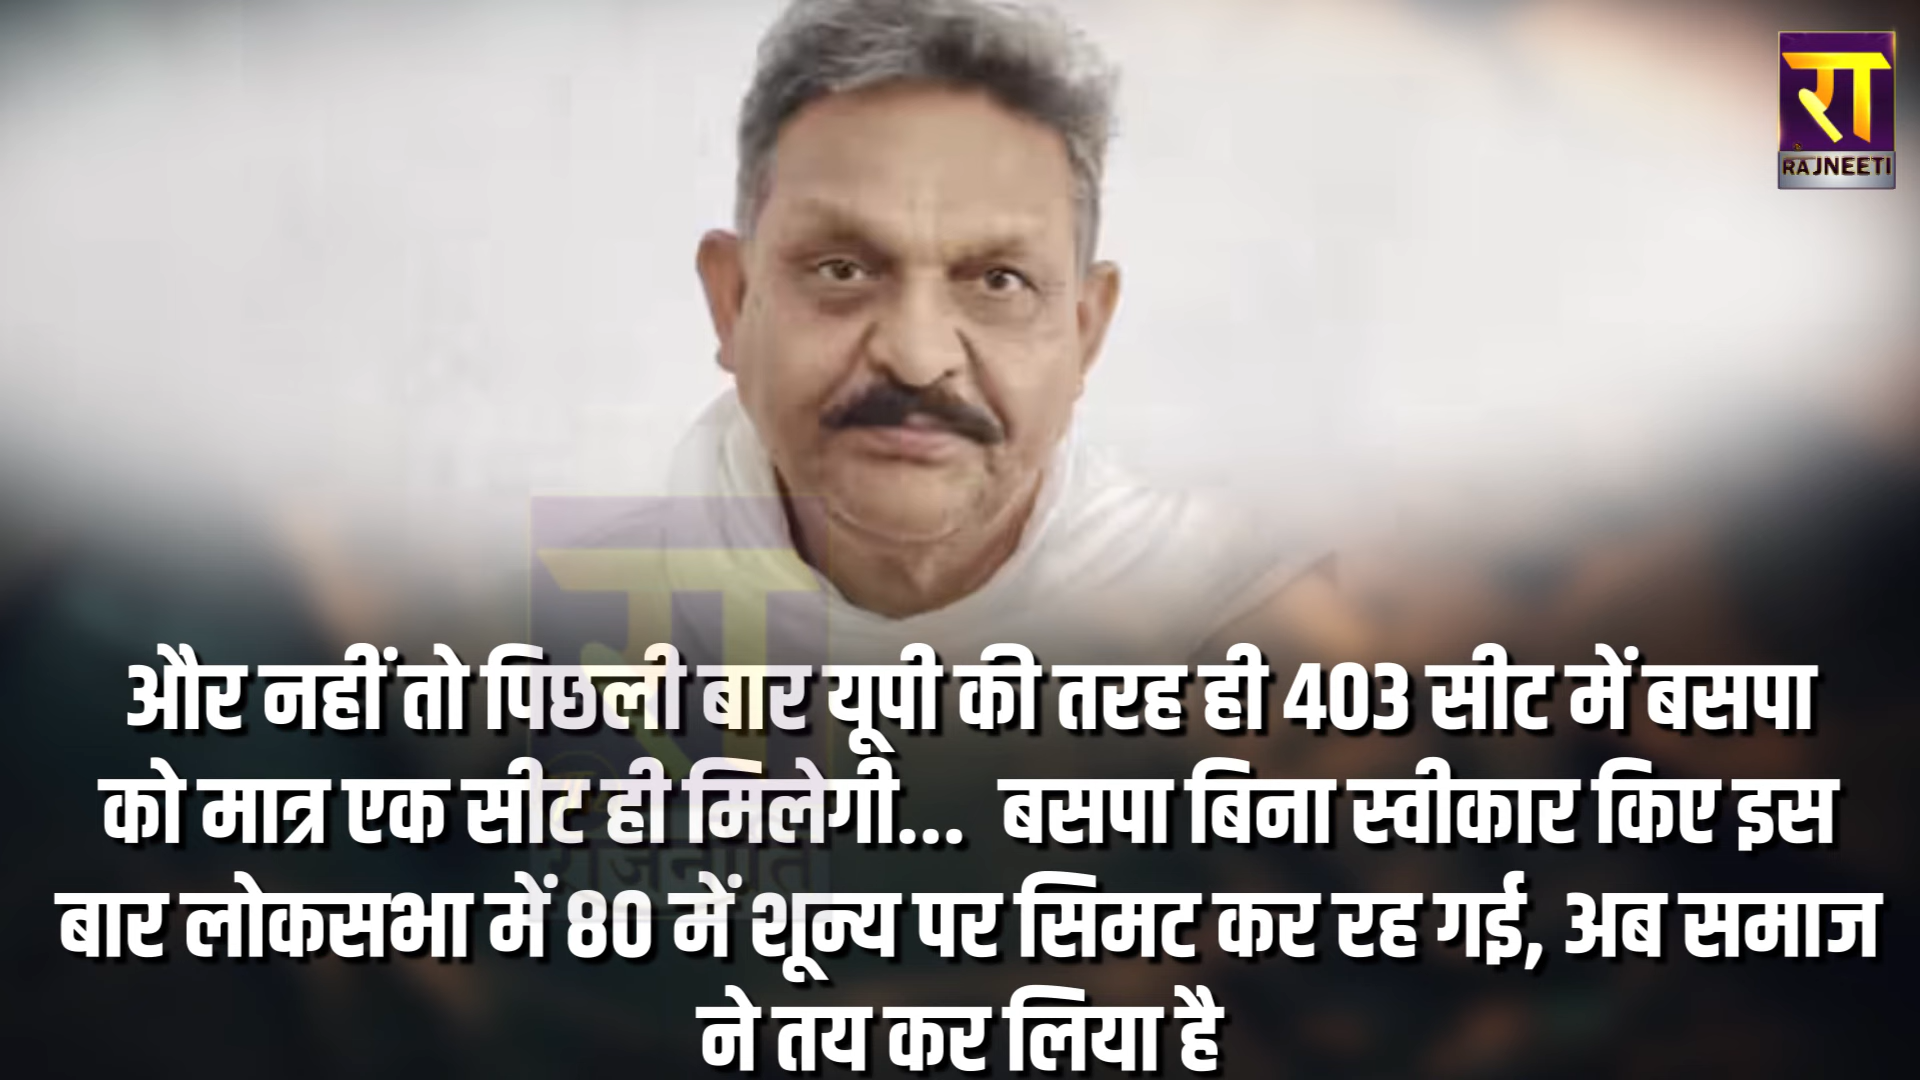 रा
RAJNEETI
और नहीं तो पिछली बार यूपी की तरह ही 403 सीट में बसपा
को मात्र एक सीट ही मिलेगी... बसपा बिना स्वीकार किए इस
बार लोकसभा में 80 में शून्य पर सिमट कर रह गई, अब समाज
ने तय कर लिया है
रा
राजनीति